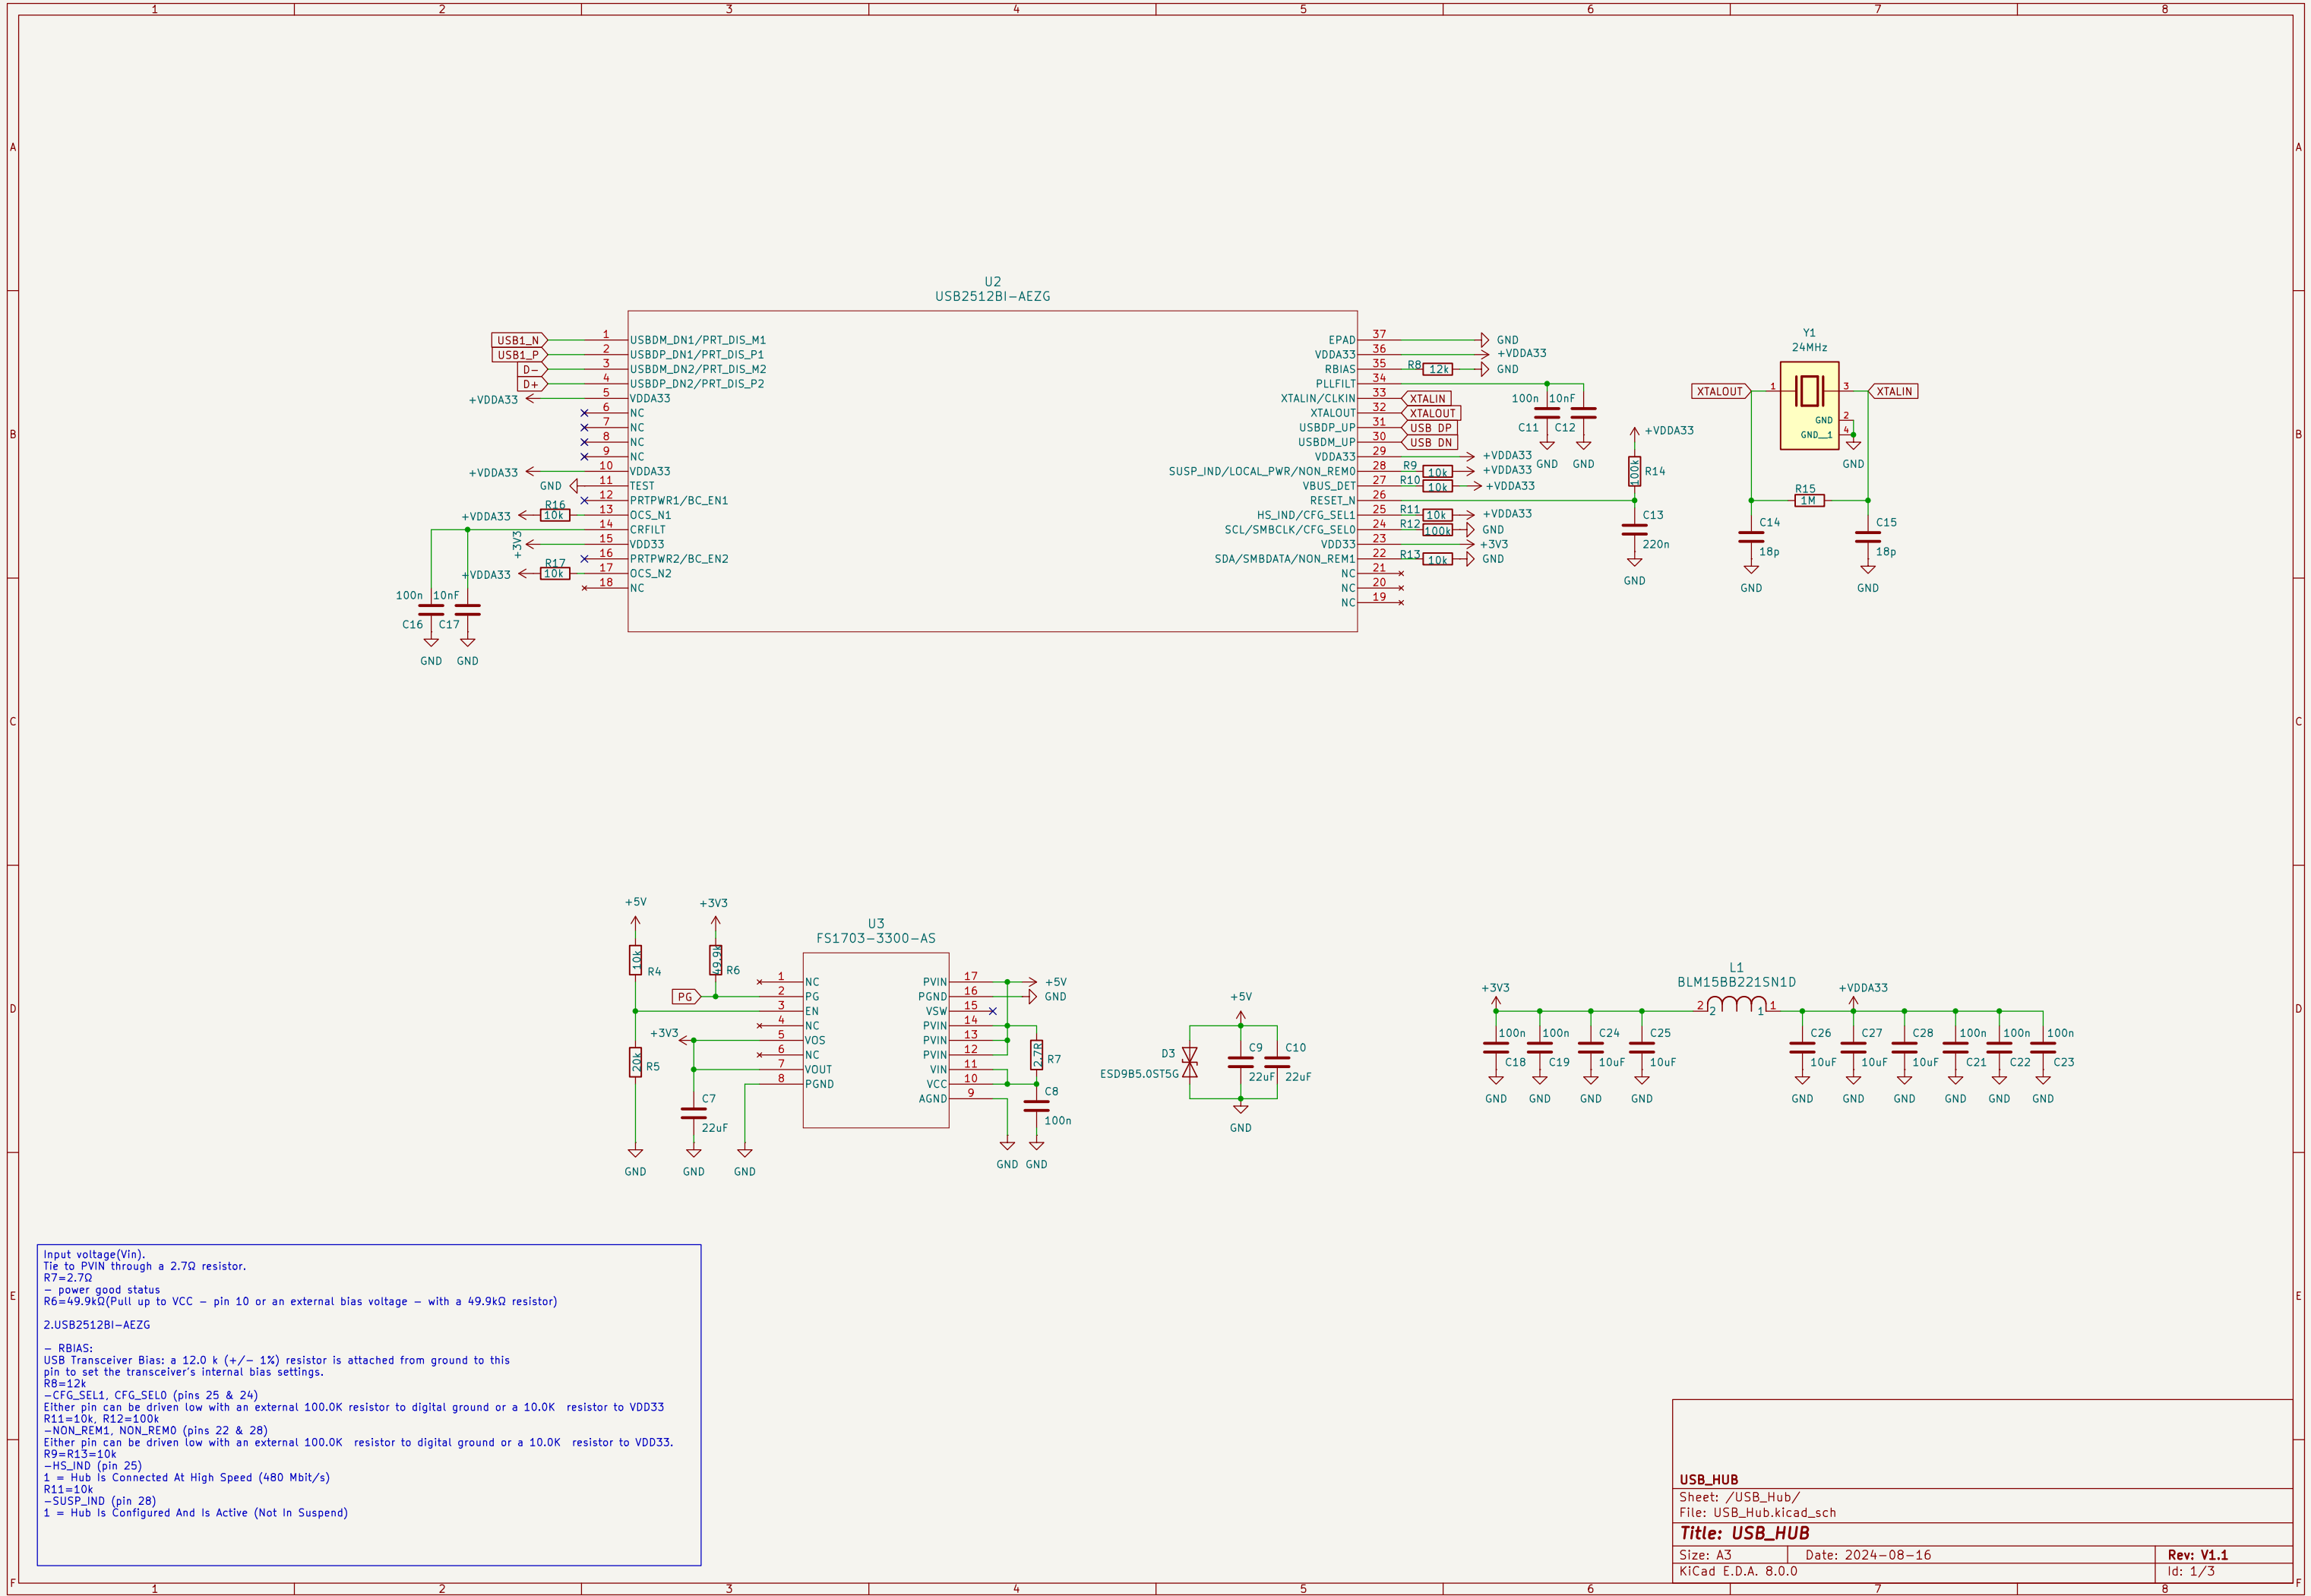 1 2 3 4 5 6 7 8
A A
B B
C C
D D
E E
F F
U2
USB2512BI-AEZG
USB1_N 1 USBDM_DN1/PRT_DIS_M1
USB1_P 2 USBDP_DN1/PRT_DIS_P1
D- 3 USBDM_DN2/PRT_DIS_M2
D+ 4 USBDP_DN2/PRT_DIS_P2
+VDDA33 5 VDDA33
6 NC
7 NC
8 NC
9 NC
+VDDA33 10 VDDA33
GND 11 TEST
12 PRTPWR1/BC_EN1
+VDDA33 R16 10k 13 OCS_N1
14 CRFILT
+3V3 15 VDD33
16 PRTPWR2/BC_EN2
+VDDA33 R17 10k 17 OCS_N2
18 NC
100n 10nF
C16 C17
GND GND
EPAD 37 GND
VDDA33 36 +VDDA33
RBIAS 35 R8 12k GND
PLLFILT 34
XTALIN/CLKIN 33 XTALIN
XTALOUT 32 XTALOUT
USBDP_UP 31 USB DP
USBDM_UP 30 USB DN
VDDA33 29 +VDDA33
SUSP_IND/LOCAL_PWR/NON_REM0 28 R9 10k +VDDA33
VBUS_DET 27 R10 10k +VDDA33
RESET_N 26
HS_IND/CFG_SEL1 25 R11 10k +VDDA33
SCL/SMBCLK/CFG_SEL0 24 R12 100k GND
VDD33 23 +3V3
SDA/SMBDATA/NON_REM1 22 R13 10k GND
NC 21
NC 20
NC 19
100n 10nF
C11 C12
GND GND
+VDDA33
100k R14
C13
220n
GND
Y1
24MHz
XTALOUT 1 3 XTALIN
GND 2
GND__1 4
GND
R15
1M
C14 C15
18p 18p
GND GND
+5V +3V3
10k R4
49.9k R6
PG
20k R5
+3V3
C7
22uF
GND GND GND
U3
FS1703-3300-AS
1 NC
2 PG
3 EN
4 NC
5 VOS
6 NC
7 VOUT
8 PGND
PVIN 17 +5V
PGND 16 GND
VSW 15
PVIN 14
PVIN 13
PVIN 12
VIN 11
VCC 10
AGND 9
2.7R R7
C8
100n
GND GND
+5V
D3
ESD9B5.0ST5G
C9 C10
22uF 22uF
GND
L1
BLM15BB221SN1D
+3V3 2 2 1 1 +VDDA33
100n 100n C24 C25 C26 C27 C28 100n 100n 100n
C18 C19 10uF 10uF 10uF 10uF 10uF C21 C22 C23
GND GND GND GND GND GND GND GND GND GND
Input voltage(Vin).
Tie to PVIN through a 2.7Ω resistor.
R7=2.7Ω
- power good status
R6=49.9kΩ(Pull up to VCC - pin 10 or an external bias voltage - with a 49.9kΩ resistor)
2.USB2512BI-AEZG
- RBIAS:
USB Transceiver Bias: a 12.0 k (+/- 1%) resistor is attached from ground to this
pin to set the transceiver's internal bias settings.
R8=12k
-CFG_SEL1, CFG_SEL0 (pins 25 & 24)
Either pin can be driven low with an external 100.0K resistor to digital ground or a 10.0K resistor to VDD33
R11=10k, R12=100k
-NON_REM1, NON_REM0 (pins 22 & 28)
Either pin can be driven low with an external 100.0K resistor to digital ground or a 10.0K resistor to VDD33.
R9=R13=10k
-HS_IND (pin 25)
1 = Hub Is Connected At High Speed (480 Mbit/s)
R11=10k
-SUSP_IND (pin 28)
1 = Hub Is Configured And Is Active (Not In Suspend)
USB_HUB
Sheet: /USB_Hub/
File: USB_Hub.kicad_sch
Title: USB_HUB
Size: A3 Date: 2024-08-16 Rev: V1.1
KiCad E.D.A. 8.0.0 Id: 1/3
1 2 3 4 5 6 7 8